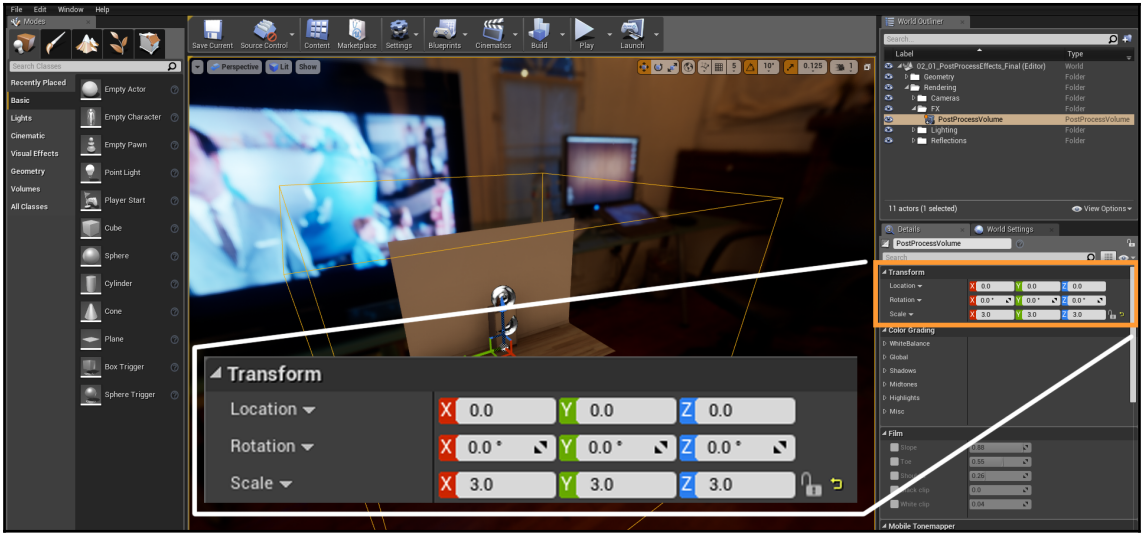 File Edit Window Help
Modes
Search Classes
Recently Placed
Basic
Lights
Cinematic
Visual Effects
Geometry
Volumes
All Classes
Empty Actor
Empty Character
Empty Pawn
Point Light
Player Start
Cube
Sphere
Cylinder
Cone
Plane
Box Trigger
Sphere Trigger
Save Current Source Control Content Marketplace Settings Blueprints Cinematics Build Play Launch
Perspective Lit Show
5 10° 0.125 1
World Outliner
Search...
Label Type
02_01_PostProcessEffects_Final (Editor) World
Geometry Folder
Rendering Folder
Cameras Folder
FX Folder
PostProcessVolume PostProcessVolume
Lighting Folder
Reflections Folder
11 actors (1 selected) View Options
Details World Settings
PostProcessVolume
Search
Transform
Location X 0.0 Y 0.0 Z 0.0
Rotation X 0.0° Y 0.0° Z 0.0°
Scale X 3.0 Y 3.0 Z 3.0
Color Grading
WhiteBalance
Global
Shadows
Midtones
Highlights
Misc
Film
Slope 0.88
Toe 0.55
0.26
clip 0.0
White clip 0.04
Mobile Tonemapper
Transform
Location X 0.0 Y 0.0 Z 0.0
Rotation X 0.0° Y 0.0° Z 0.0°
Scale X 3.0 Y 3.0 Z 3.0